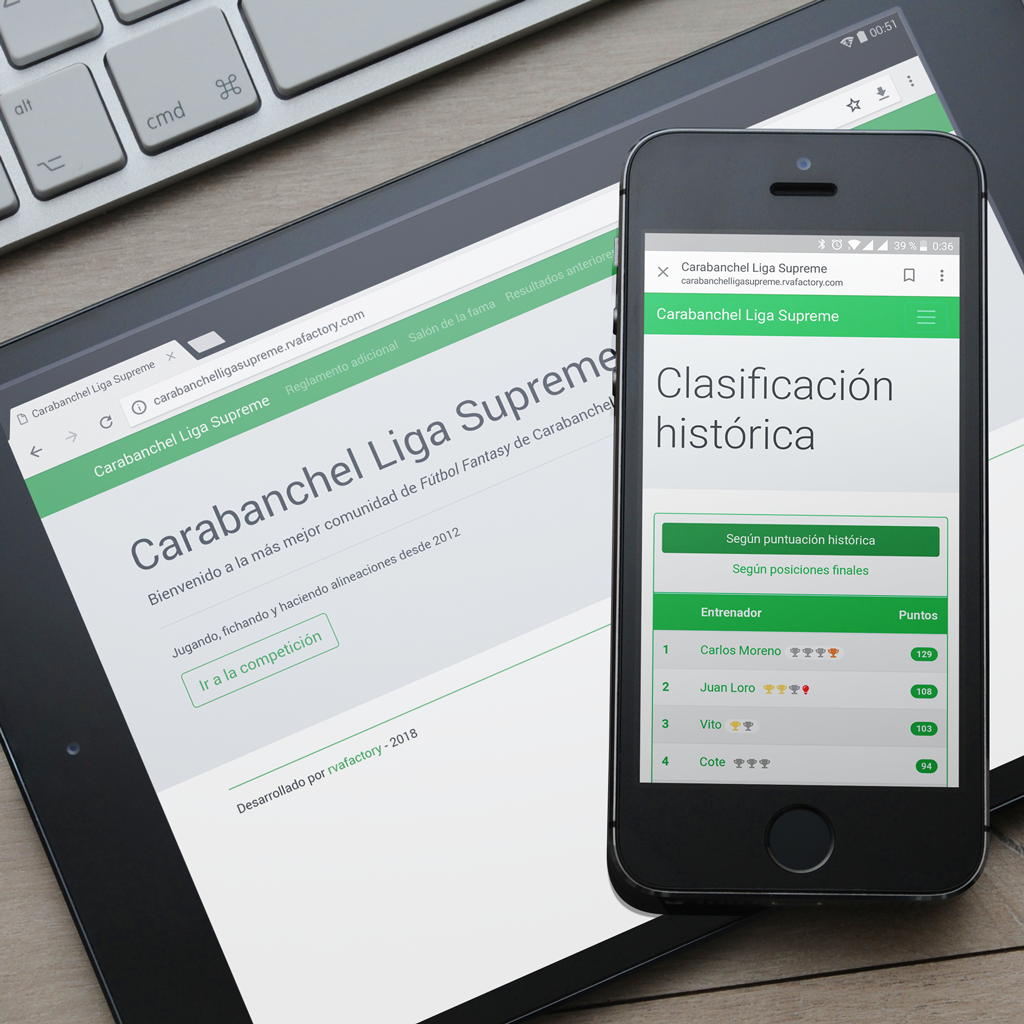 alt
cmd
00:51
Carabanchel Liga Supreme
carabanchelligasupreme.rvafactory.com
Carabanchel Liga Supreme Reglamento adicional Salón de la fama Resultados anteriores
Carabanchel Liga Supreme
Bienvenido a la más mejor comunidad de Fútbol Fantasy de Carabanchel
Jugando, fichando y haciendo alineaciones desde 2012
Ir a la competición
Desarrollado por rvafactory - 2018
39 % 0:36
Carabanchel Liga Supreme
carabanchelligasupreme.rvafactory.com
Carabanchel Liga Supreme
Clasificación
histórica
Según puntuación histórica
Según posiciones finales
Entrenador Puntos
1 Carlos Moreno 129
2 Juan Loro 108
3 Vito 103
4 Cote 94